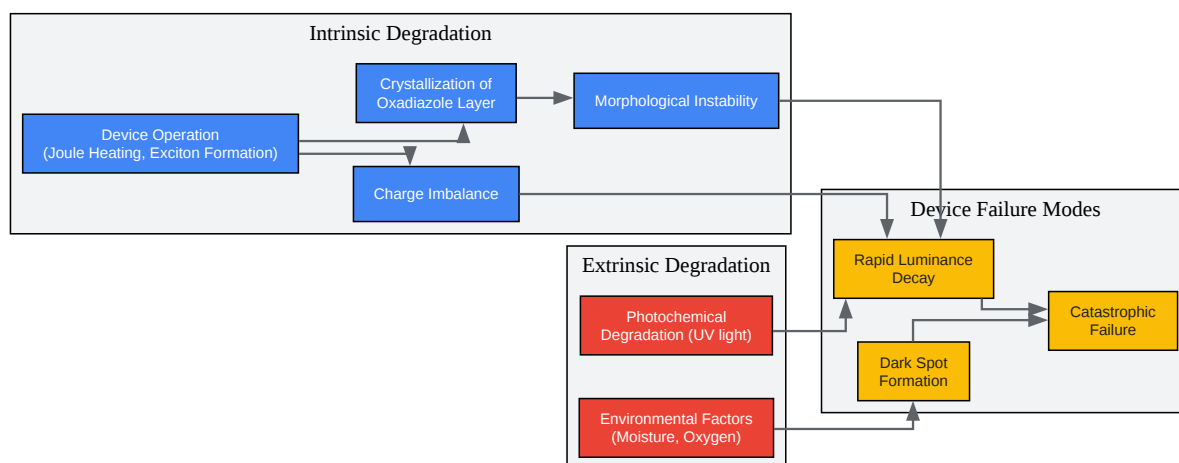 Intrinsic Degradation
Crystallization of
Oxadiazole Layer
Morphological Instability
Device Operation
(Joule Heating, Exciton Formation)
Charge Imbalance
Device Failure Modes
Rapid Luminance
Decay
Catastrophic
Failure
Dark Spot
Formation
Extrinsic Degradation
Photochemical
Degradation (UV light)
Environmental Factors
(Moisture, Oxygen)